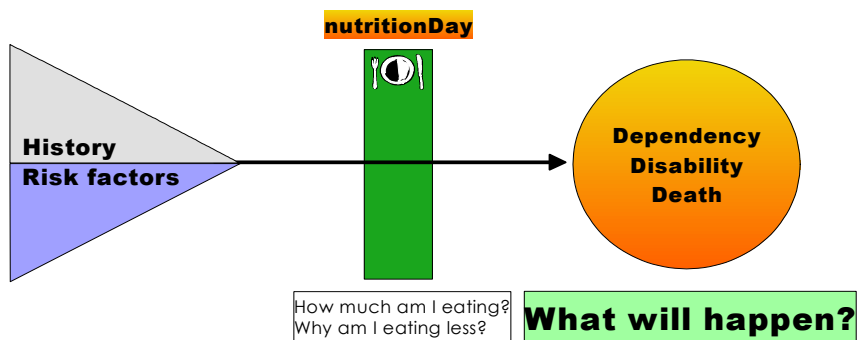 nutritionDay
History
Risk factors
Dependency
Disability
Death
How much am I eating?
Why am I eating less?
What will happen?